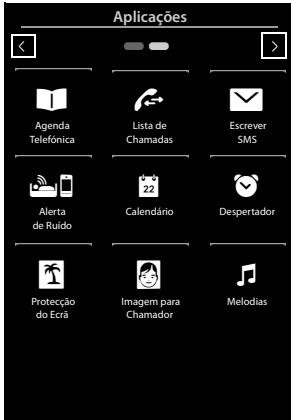 Aplicações
Agenda
Telefónica
Lista de
Chamadas
Escrever
SMS
Alerta
de Ruído
22
Calendário
Despertador
Protecção
do Ecrã
Imagem para
Chamador
Melodias